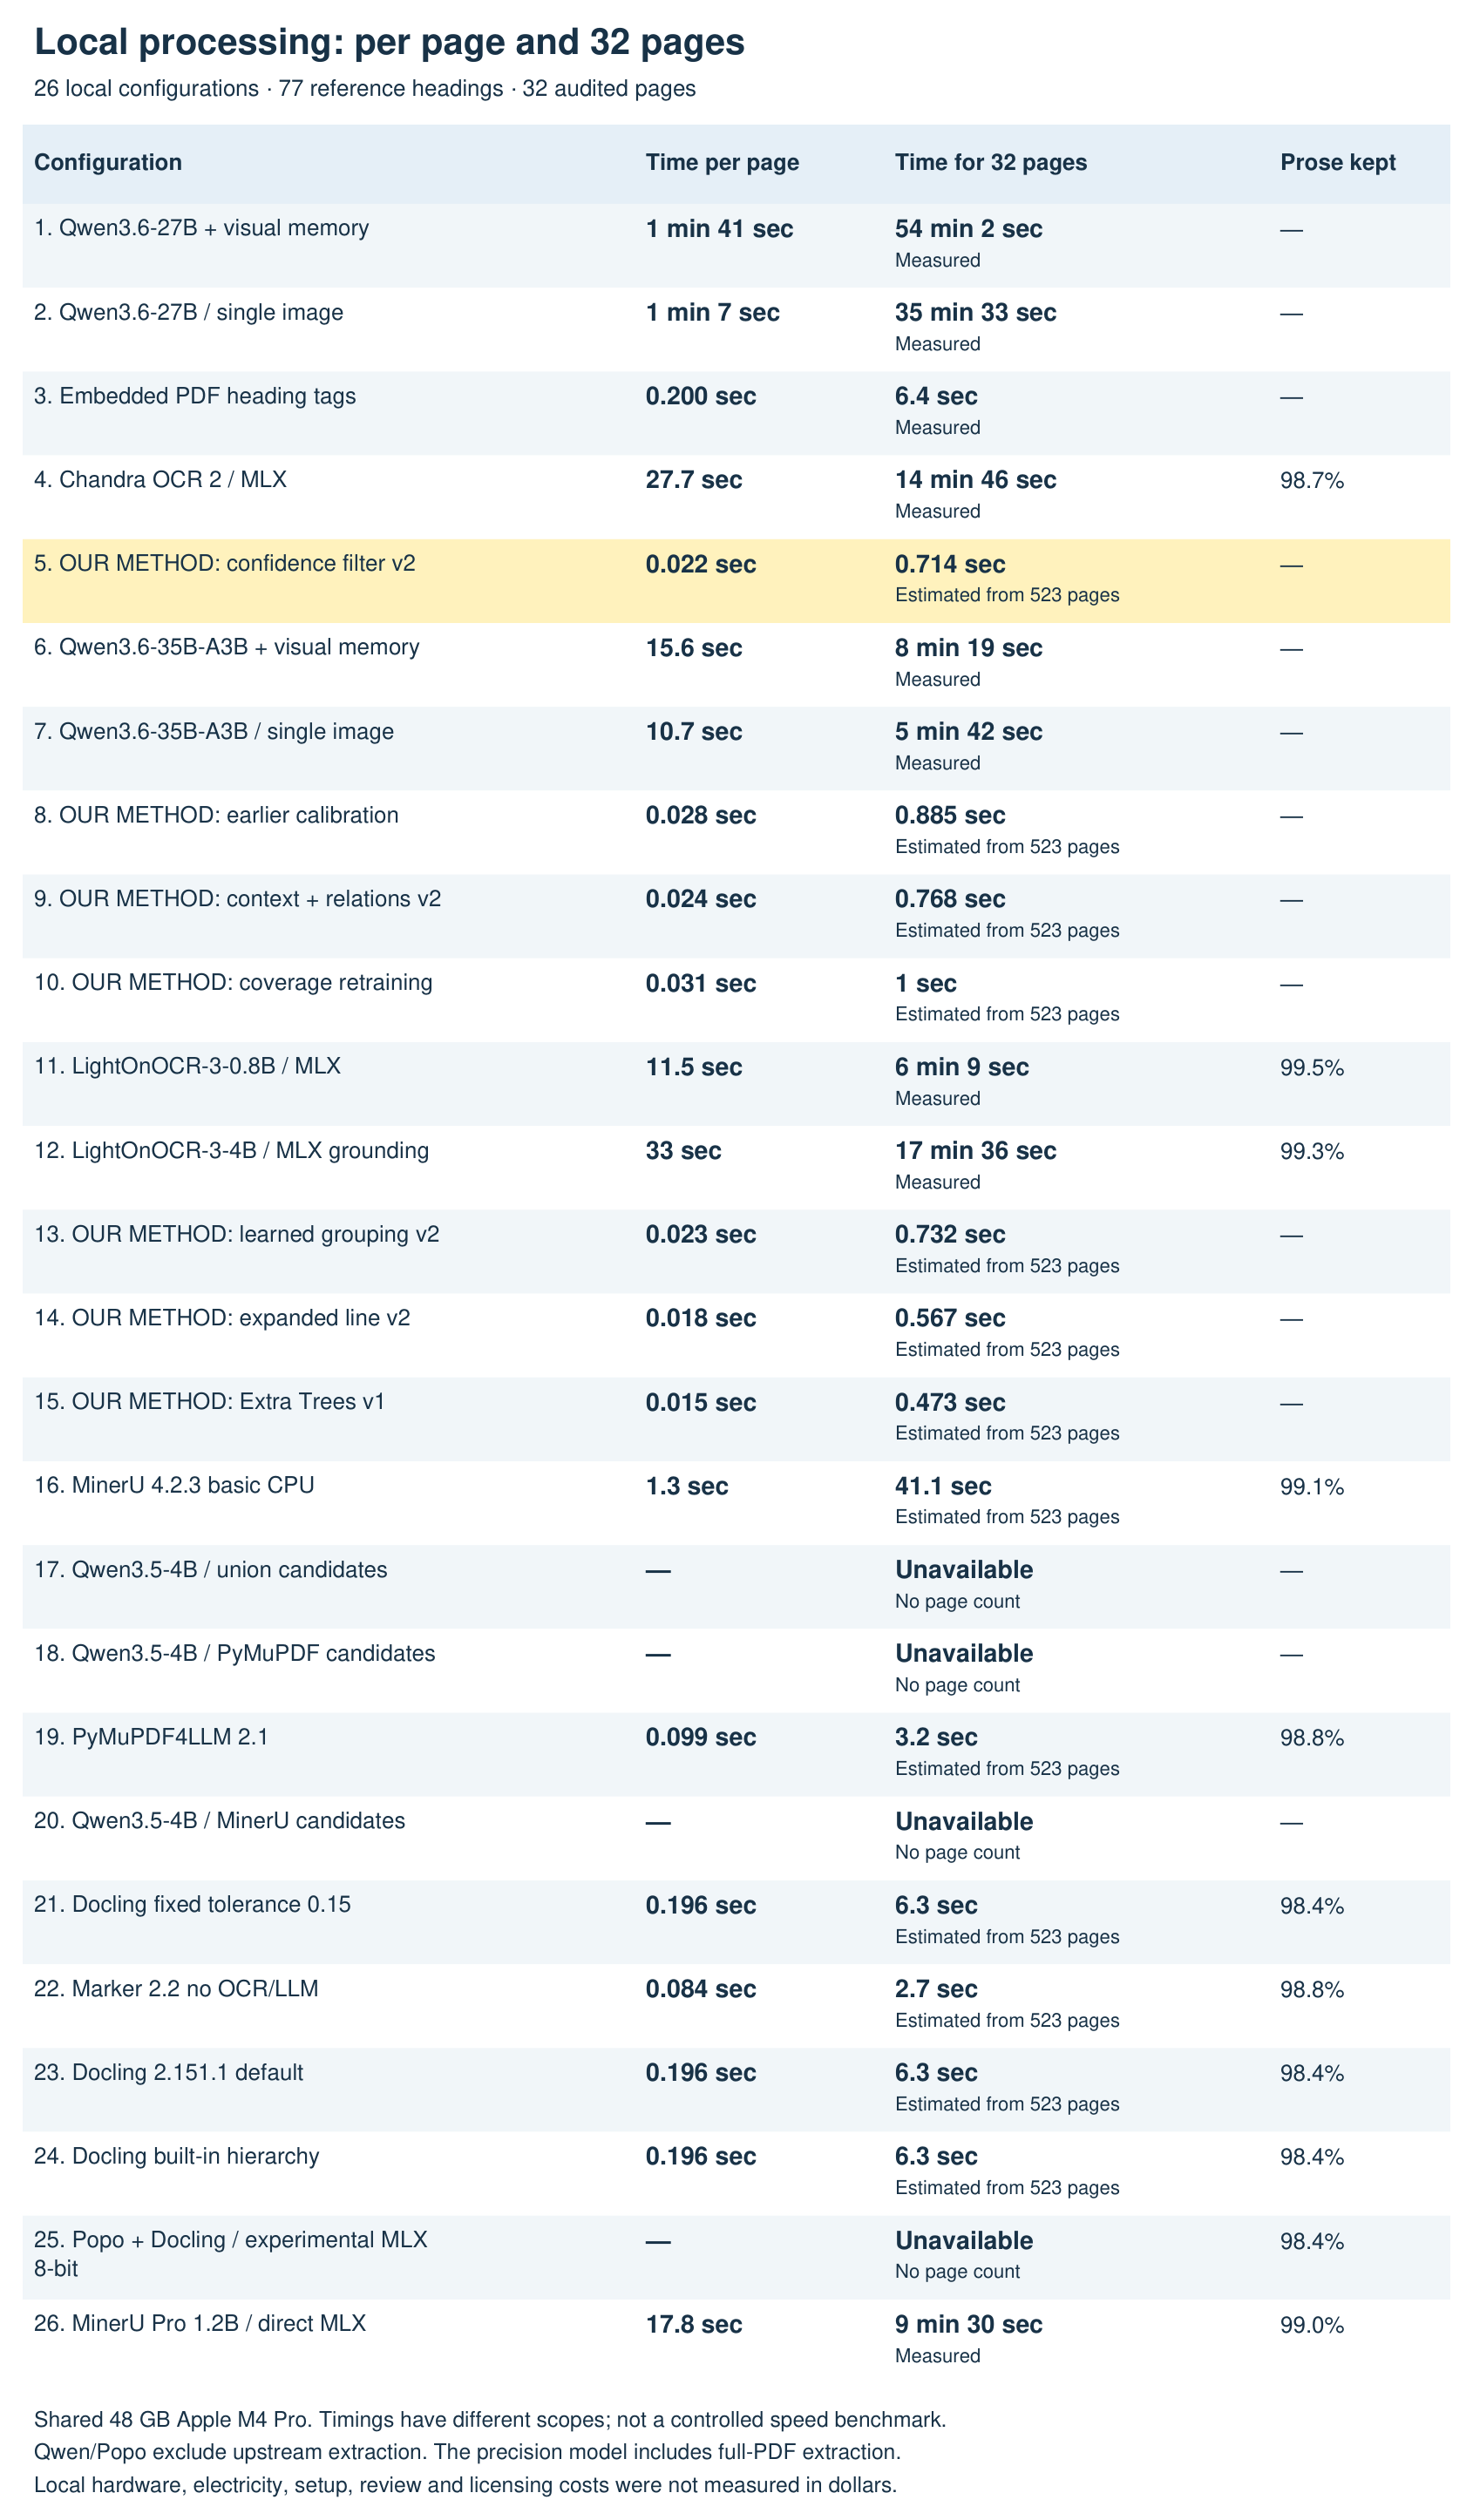 Local processing: per page and 32 pages
26 local configurations · 77 reference headings · 32 audited pages
Configuration Time per page Time for 32 pages Prose kept
1. Qwen3.6-27B + visual memory 1 min 41 sec 54 min 2 sec —
Measured
2. Qwen3.6-27B / single image 1 min 7 sec 35 min 33 sec —
Measured
3. Embedded PDF heading tags 0.200 sec 6.4 sec —
Measured
4. Chandra OCR 2 / MLX 27.7 sec 14 min 46 sec 98.7%
Measured
5. OUR METHOD: confidence filter v2 0.022 sec 0.714 sec —
Estimated from 523 pages
6. Qwen3.6-35B-A3B + visual memory 15.6 sec 8 min 19 sec —
Measured
7. Qwen3.6-35B-A3B / single image 10.7 sec 5 min 42 sec —
Measured
8. OUR METHOD: earlier calibration 0.028 sec 0.885 sec —
Estimated from 523 pages
9. OUR METHOD: context + relations v2 0.024 sec 0.768 sec —
Estimated from 523 pages
10. OUR METHOD: coverage retraining 0.031 sec 1 sec —
Estimated from 523 pages
11. LightOnOCR-3-0.8B / MLX 11.5 sec 6 min 9 sec 99.5%
Measured
12. LightOnOCR-3-4B / MLX grounding 33 sec 17 min 36 sec 99.3%
Measured
13. OUR METHOD: learned grouping v2 0.023 sec 0.732 sec —
Estimated from 523 pages
14. OUR METHOD: expanded line v2 0.018 sec 0.567 sec —
Estimated from 523 pages
15. OUR METHOD: Extra Trees v1 0.015 sec 0.473 sec —
Estimated from 523 pages
16. MinerU 4.2.3 basic CPU 1.3 sec 41.1 sec 99.1%
Estimated from 523 pages
17. Qwen3.5-4B / union candidates — Unavailable —
No page count
18. Qwen3.5-4B / PyMuPDF candidates — Unavailable —
No page count
19. PyMuPDF4LLM 2.1 0.099 sec 3.2 sec 98.8%
Estimated from 523 pages
20. Qwen3.5-4B / MinerU candidates — Unavailable —
No page count
21. Docling fixed tolerance 0.15 0.196 sec 6.3 sec 98.4%
Estimated from 523 pages
22. Marker 2.2 no OCR/LLM 0.084 sec 2.7 sec 98.8%
Estimated from 523 pages
23. Docling 2.151.1 default 0.196 sec 6.3 sec 98.4%
Estimated from 523 pages
24. Docling built-in hierarchy 0.196 sec 6.3 sec 98.4%
Estimated from 523 pages
25. Popo + Docling / experimental MLX — Unavailable 98.4%
8-bit No page count
26. MinerU Pro 1.2B / direct MLX 17.8 sec 9 min 30 sec 99.0%
Measured
Shared 48 GB Apple M4 Pro. Timings have different scopes; not a controlled speed benchmark.
Qwen/Popo exclude upstream extraction. The precision model includes full-PDF extraction.
Local hardware, electricity, setup, review and licensing costs were not measured in dollars.